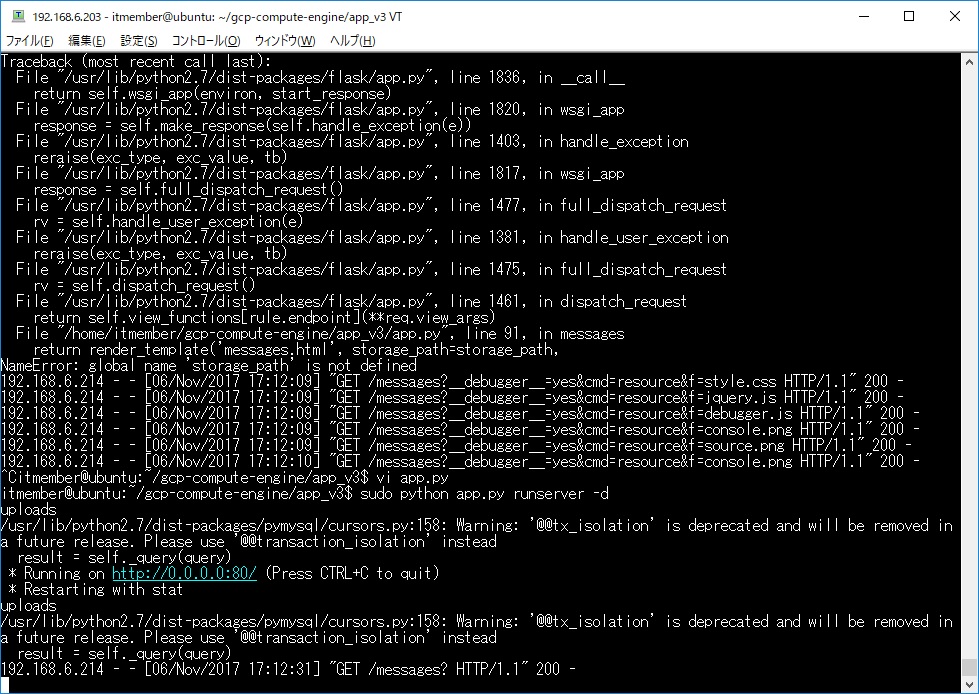 192.168.6.203 - itmember@ubuntu: ~/gcp-compute-engine/app_v3 VT
ファイル(F) 編集(E) 設定(S) コントロール(O) ウィンドウ(W) ヘルプ(H)
Traceback (most recent call last):
  File "/usr/lib/python2.7/dist-packages/flask/app.py", line 1836, in __call__
    return self.wsgi_app(environ, start_response)
  File "/usr/lib/python2.7/dist-packages/flask/app.py", line 1820, in wsgi_app
    response = self.make_response(self.handle_exception(e))
  File "/usr/lib/python2.7/dist-packages/flask/app.py", line 1403, in handle_exception
    reraise(exc_type, exc_value, tb)
  File "/usr/lib/python2.7/dist-packages/flask/app.py", line 1817, in wsgi_app
    response = self.full_dispatch_request()
  File "/usr/lib/python2.7/dist-packages/flask/app.py", line 1477, in full_dispatch_request
    rv = self.handle_user_exception(e)
  File "/usr/lib/python2.7/dist-packages/flask/app.py", line 1381, in handle_user_exception
    reraise(exc_type, exc_value, tb)
  File "/usr/lib/python2.7/dist-packages/flask/app.py", line 1475, in full_dispatch_request
    rv = self.dispatch_request()
  File "/usr/lib/python2.7/dist-packages/flask/app.py", line 1461, in dispatch_request
    return self.view_functions[rule.endpoint](**req.view_args)
  File "/home/itmember/gcp-compute-engine/app_v3/app.py", line 91, in messages
    return render_template('messages.html', storage_path=storage_path,
NameError: global name 'storage_path' is not defined
192.168.6.214 - - [06/Nov/2017 17:12:09] "GET /messages?__debugger__=yes&cmd=resource&f=style.css HTTP/1.1" 200 -
192.168.6.214 - - [06/Nov/2017 17:12:09] "GET /messages?__debugger__=yes&cmd=resource&f=jquery.js HTTP/1.1" 200 -
192.168.6.214 - - [06/Nov/2017 17:12:09] "GET /messages?__debugger__=yes&cmd=resource&f=debugger.js HTTP/1.1" 200 -
192.168.6.214 - - [06/Nov/2017 17:12:09] "GET /messages?__debugger__=yes&cmd=resource&f=console.png HTTP/1.1" 200 -
192.168.6.214 - - [06/Nov/2017 17:12:09] "GET /messages?__debugger__=yes&cmd=resource&f=source.png HTTP/1.1" 200 -
192.168.6.214 - - [06/Nov/2017 17:12:10] "GET /messages?__debugger__=yes&cmd=resource&f=console.png HTTP/1.1" 200 -
^Citmember@ubuntu:~/gcp-compute-engine/app_v3$ vi app.py
itmember@ubuntu:~/gcp-compute-engine/app_v3$ sudo python app.py runserver -d
uploads
/usr/lib/python2.7/dist-packages/pymysql/cursors.py:158: Warning: '@@tx_isolation' is deprecated and will be removed in
a future release. Please use '@@transaction_isolation' instead
  result = self._query(query)
 * Running on http://0.0.0.0:80/ (Press CTRL+C to quit)
 * Restarting with stat
uploads
/usr/lib/python2.7/dist-packages/pymysql/cursors.py:158: Warning: '@@tx_isolation' is deprecated and will be removed in
a future release. Please use '@@transaction_isolation' instead
  result = self._query(query)
192.168.6.214 - - [06/Nov/2017 17:12:31] "GET /messages? HTTP/1.1" 200 -